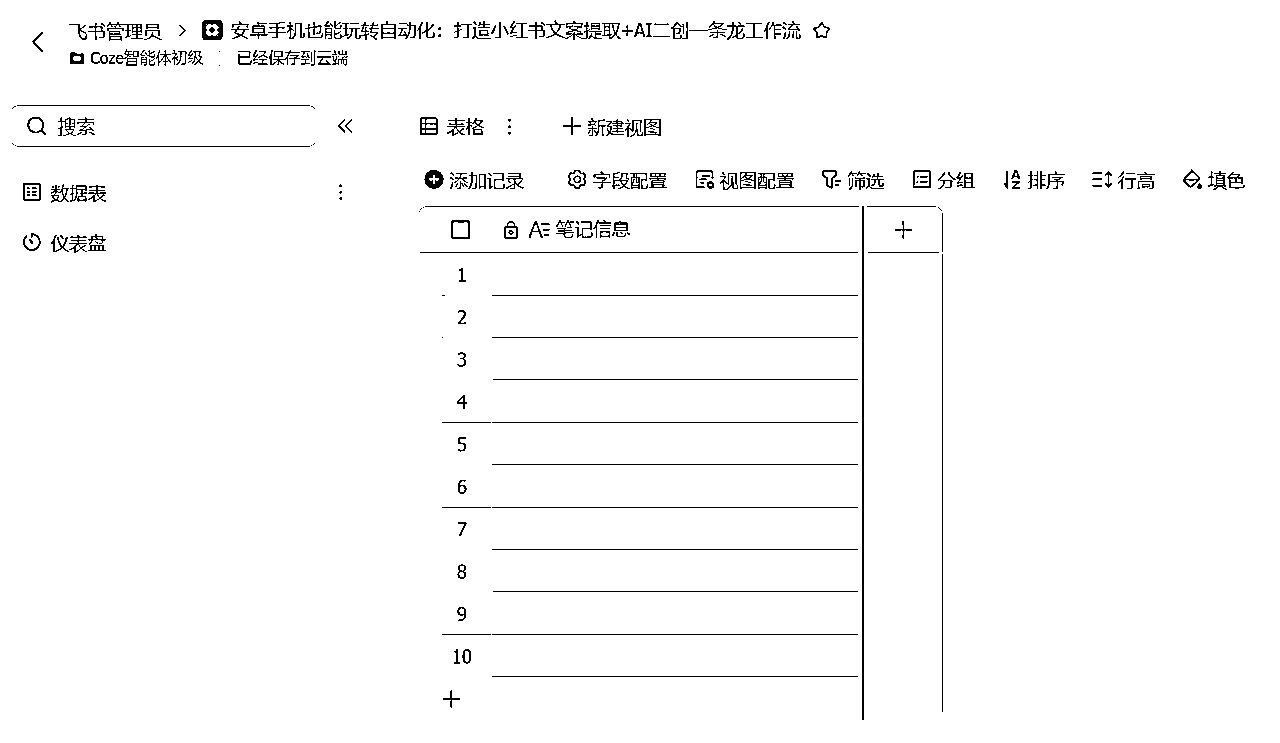 飞书管理员 > 安卓手机也能玩转自动化：打造小红书文案提取+AI二创一条龙工作流
Coze智能体初级 | 已经保存到云端
搜索
表格 新建视图
数据表
仪表盘
添加记录 字段配置 视图配置 筛选 分组 排序 行高 填色
笔记信息
1
2
3
4
5
6
7
8
9
10